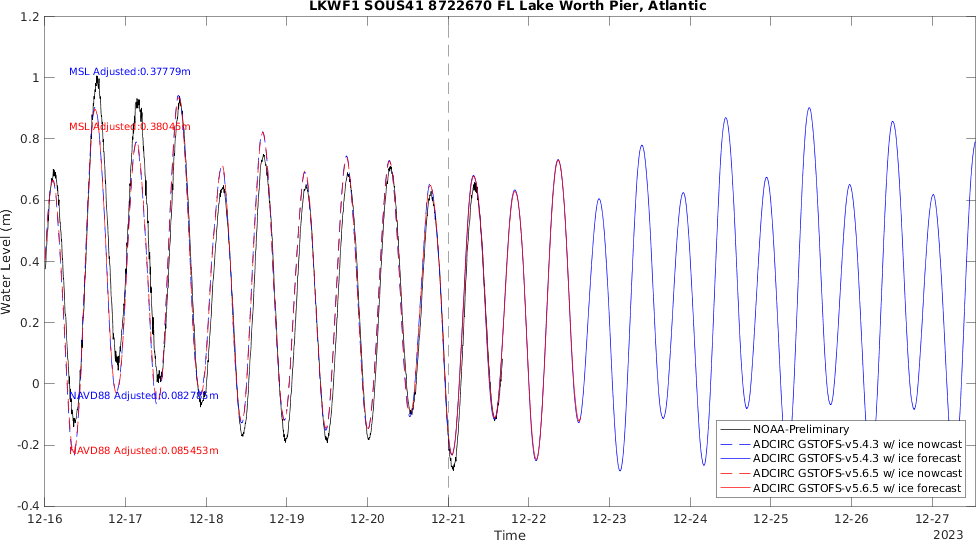 LKWF1 SOUS41 8722670 FL Lake Worth Pier, Atlantic
1.2
1
0.8
0.6
0.4
0.2
0
-0.2
-0.4
Water Level (m)
MSL Adjusted:0.37779m
MSL Adjusted:0.38045m
NAVD88 Adjusted:0.082785m
NAVD88 Adjusted:0.085453m
NOAA-Preliminary
ADCIRC GSTOFS-v5.4.3 w/ ice nowcast
ADCIRC GSTOFS-v5.4.3 w/ ice forecast
ADCIRC GSTOFS-v5.6.5 w/ ice nowcast
ADCIRC GSTOFS-v5.6.5 w/ ice forecast
12-16 12-17 12-18 12-19 12-20 12-21 12-22 12-23 12-24 12-25 12-26 12-27
Time
2023